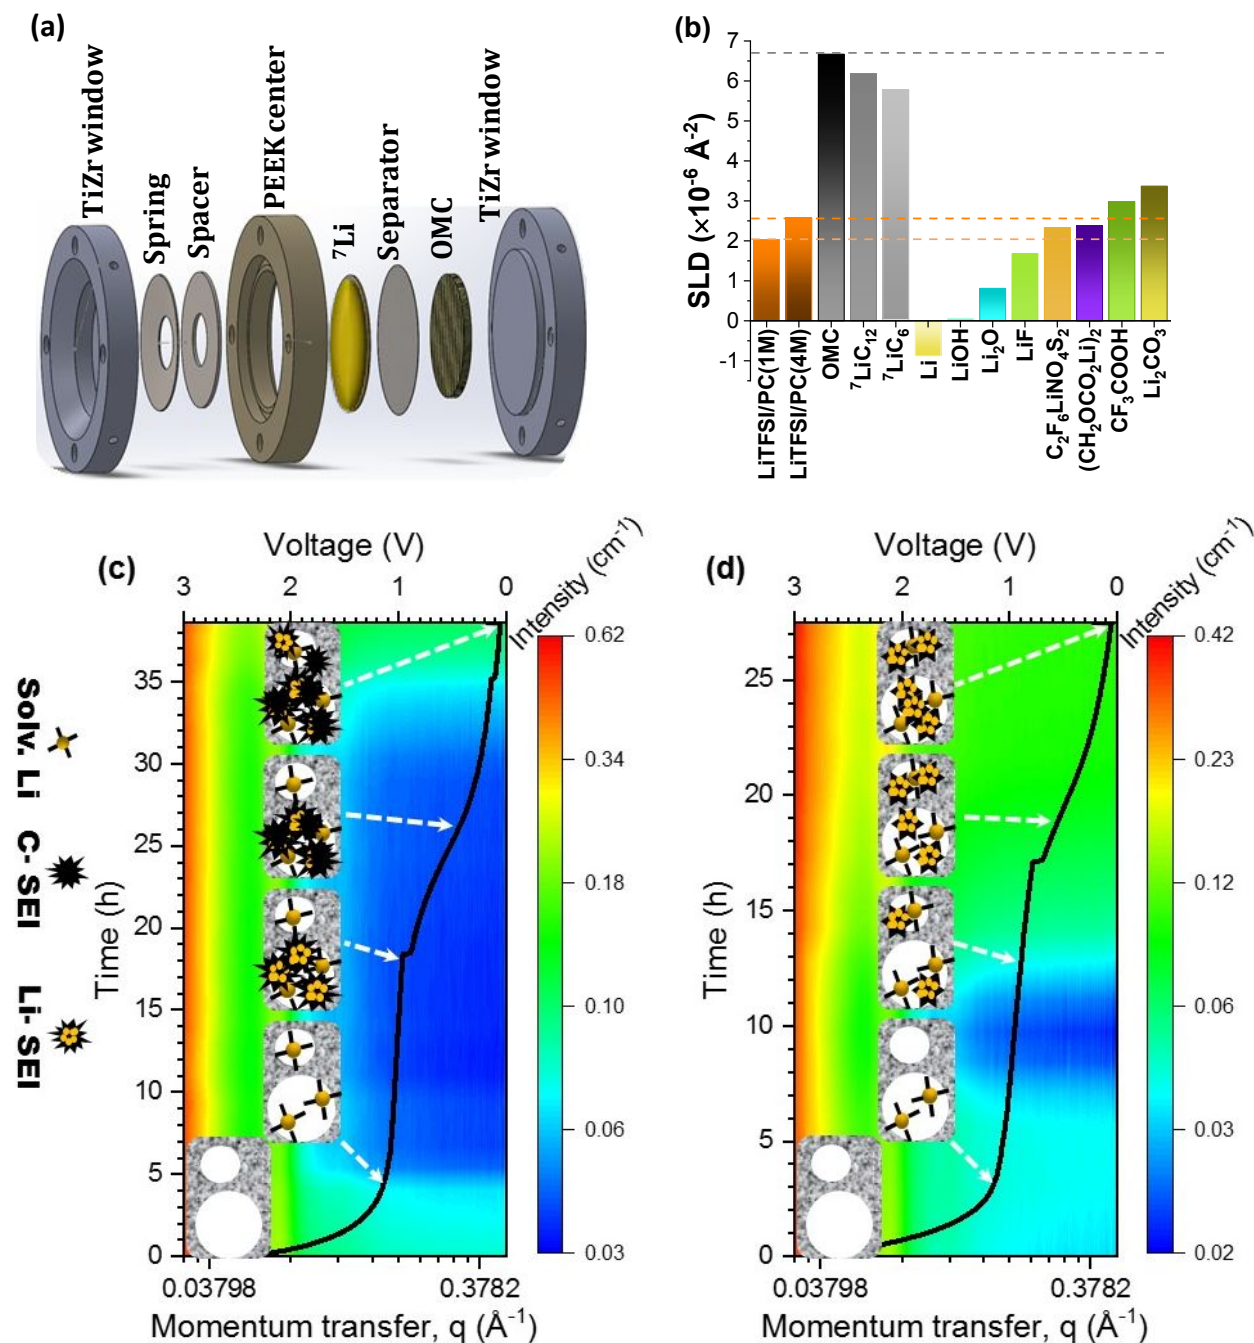 (a)
TiZr window
Spring
Spacer
PEEK center
⁷Li
Separator
OMC
TiZr window
(b)
SLD (×10⁻⁶ Å⁻²)
7
6
5
4
3
2
1
0
-1
LiTFSI/PC(1M)
LiTFSI/PC(4M)
OMC
⁷LiC₁₂
⁷LiC₆
Li
LiOH
Li₂O
LiF
C₂F₆LiNO₄S₂
(CH₂OCO₂Li)₂
CF₃COOH
Li₂CO₃
Solv. Li
C-SEI
Li-SEI
(c)
Voltage (V)
3 2 1 0
Intensity (cm⁻¹)
Time (h)
35
30
25
20
15
10
5
0
0.03798 0.3782
Momentum transfer, q (Å⁻¹)
0.62
0.34
0.18
0.10
0.06
0.03
(d)
Voltage (V)
3 2 1 0
Intensity (cm⁻¹)
Time (h)
25
20
15
10
5
0
0.03798 0.3782
Momentum transfer, q (Å⁻¹)
0.42
0.23
0.12
0.06
0.03
0.02